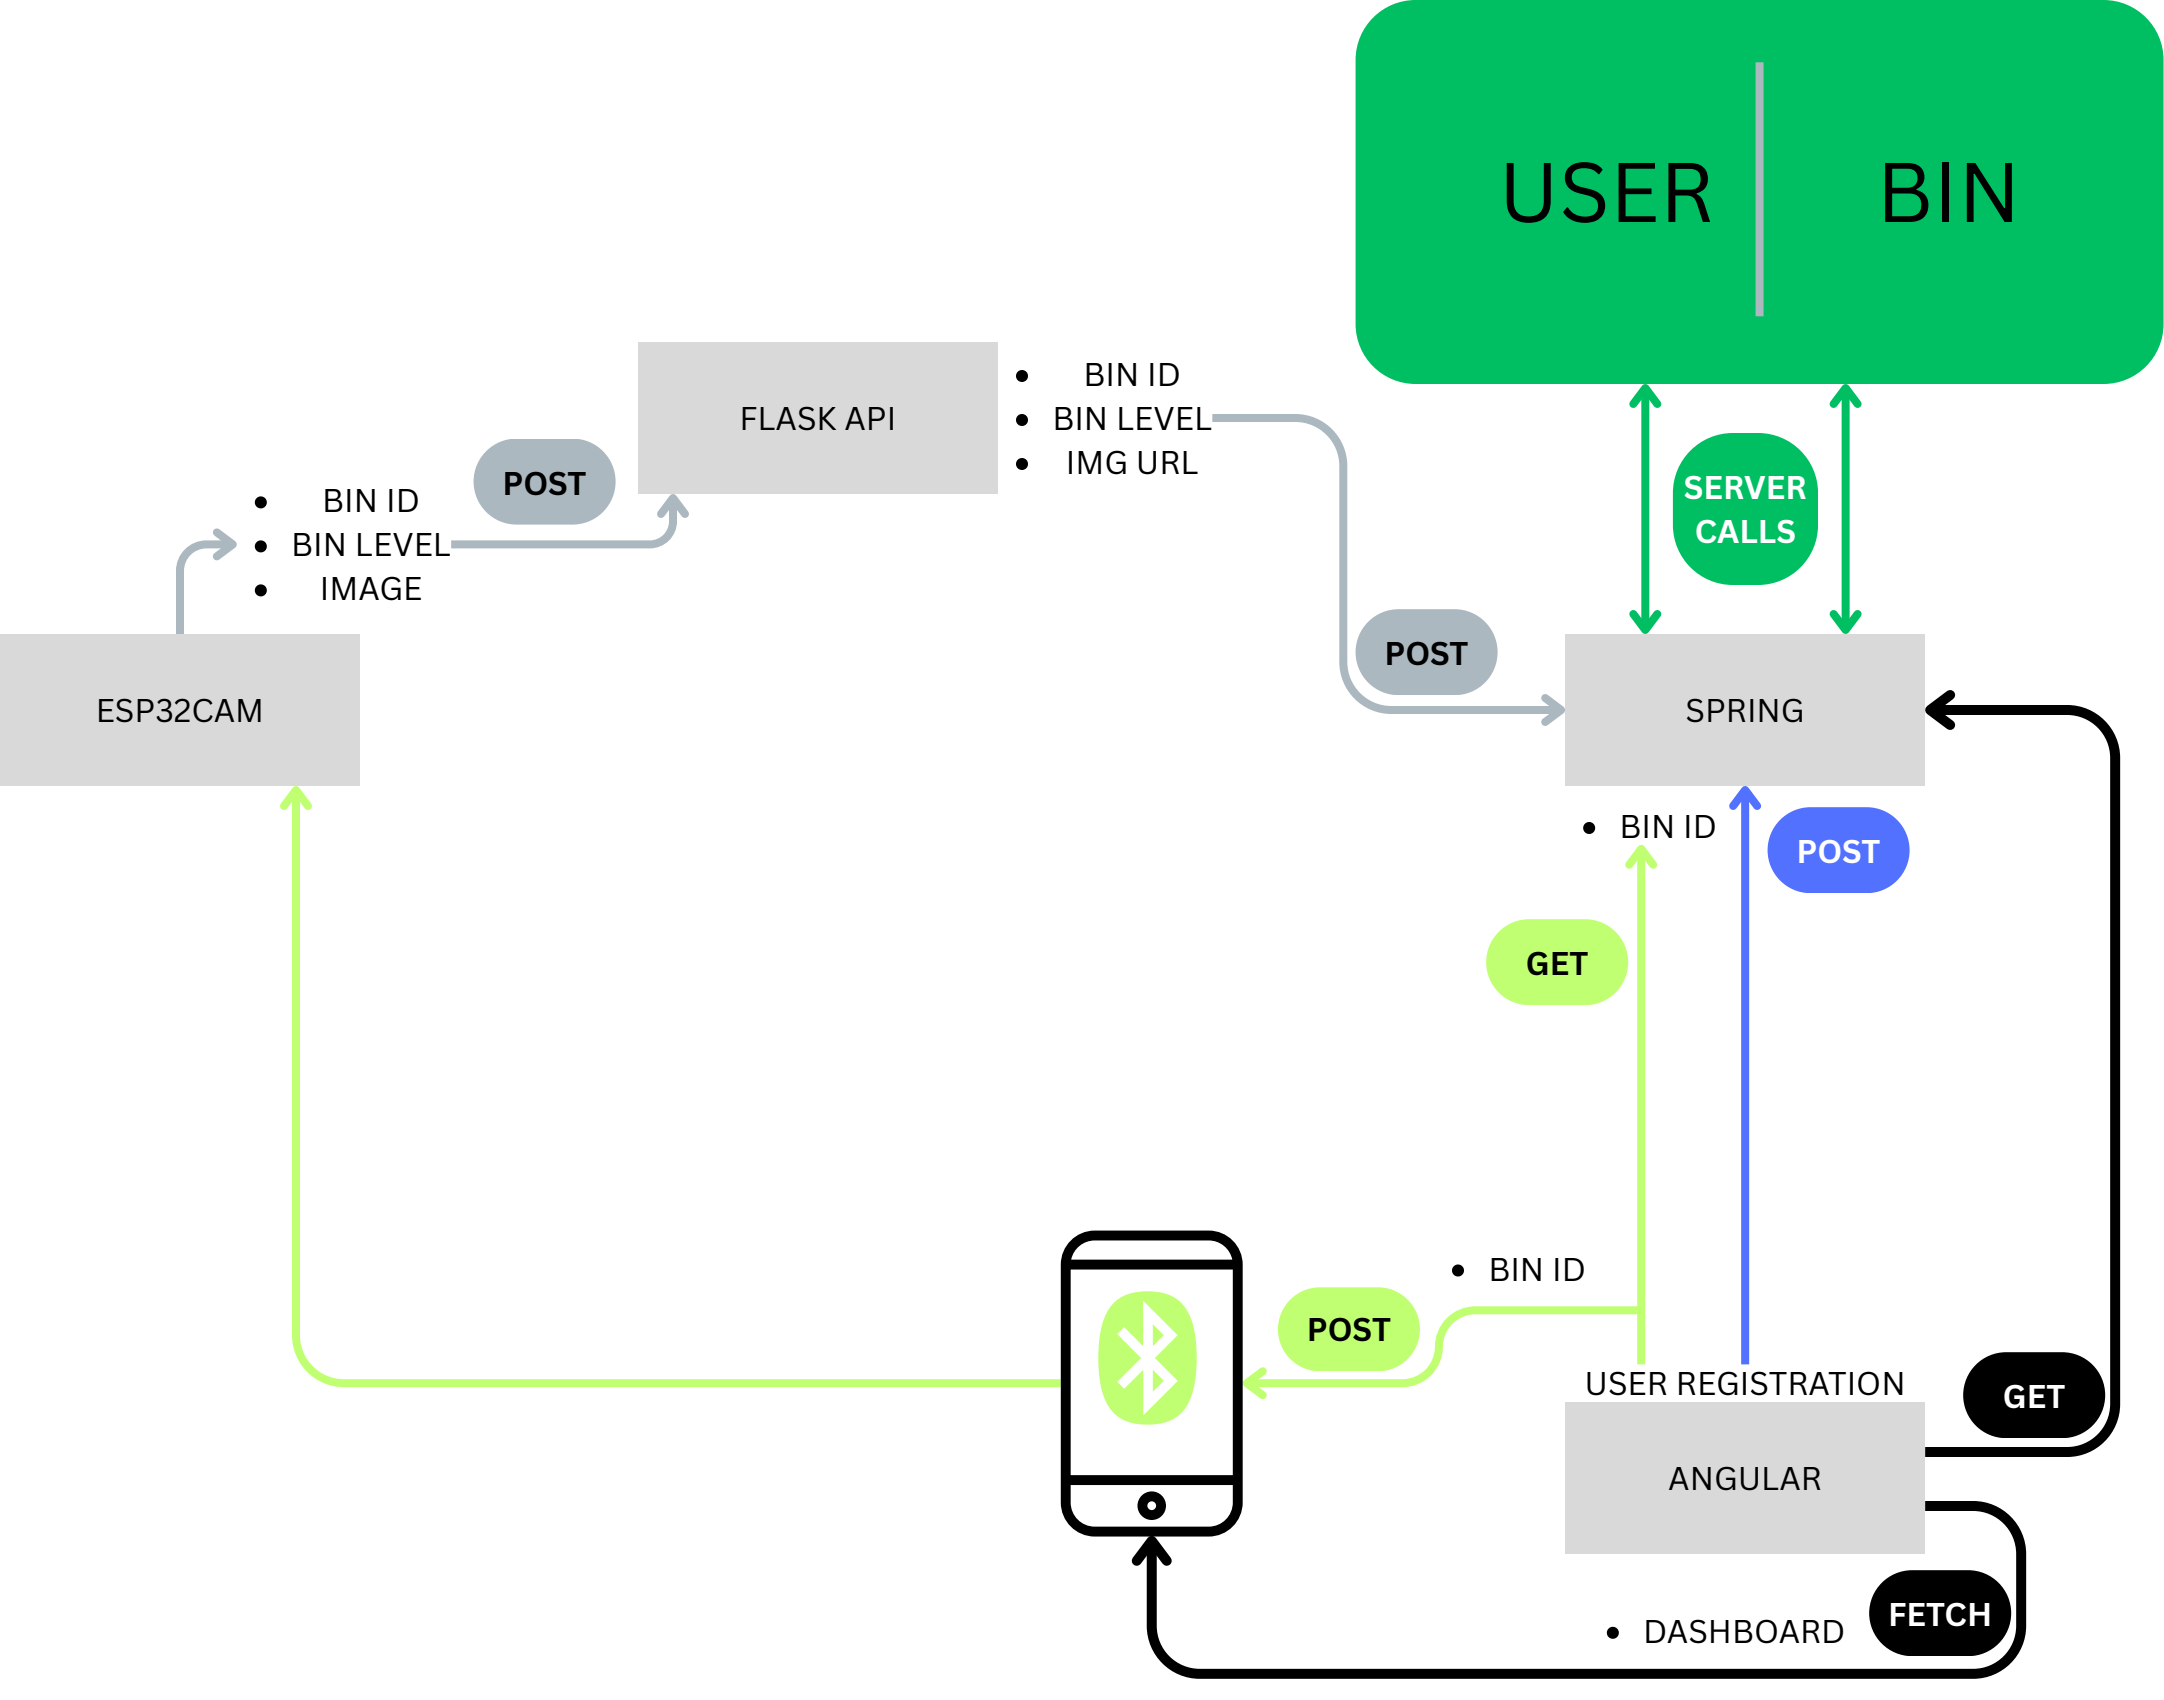 USER
BIN
FLASK API
• BIN ID
• BIN LEVEL
• IMG URL
POST
• BIN ID
• BIN LEVEL
• IMAGE
SERVER
CALLS
POST
ESP32CAM
SPRING
• BIN ID
POST
GET
• BIN ID
POST
USER REGISTRATION
GET
ANGULAR
FETCH
• DASHBOARD